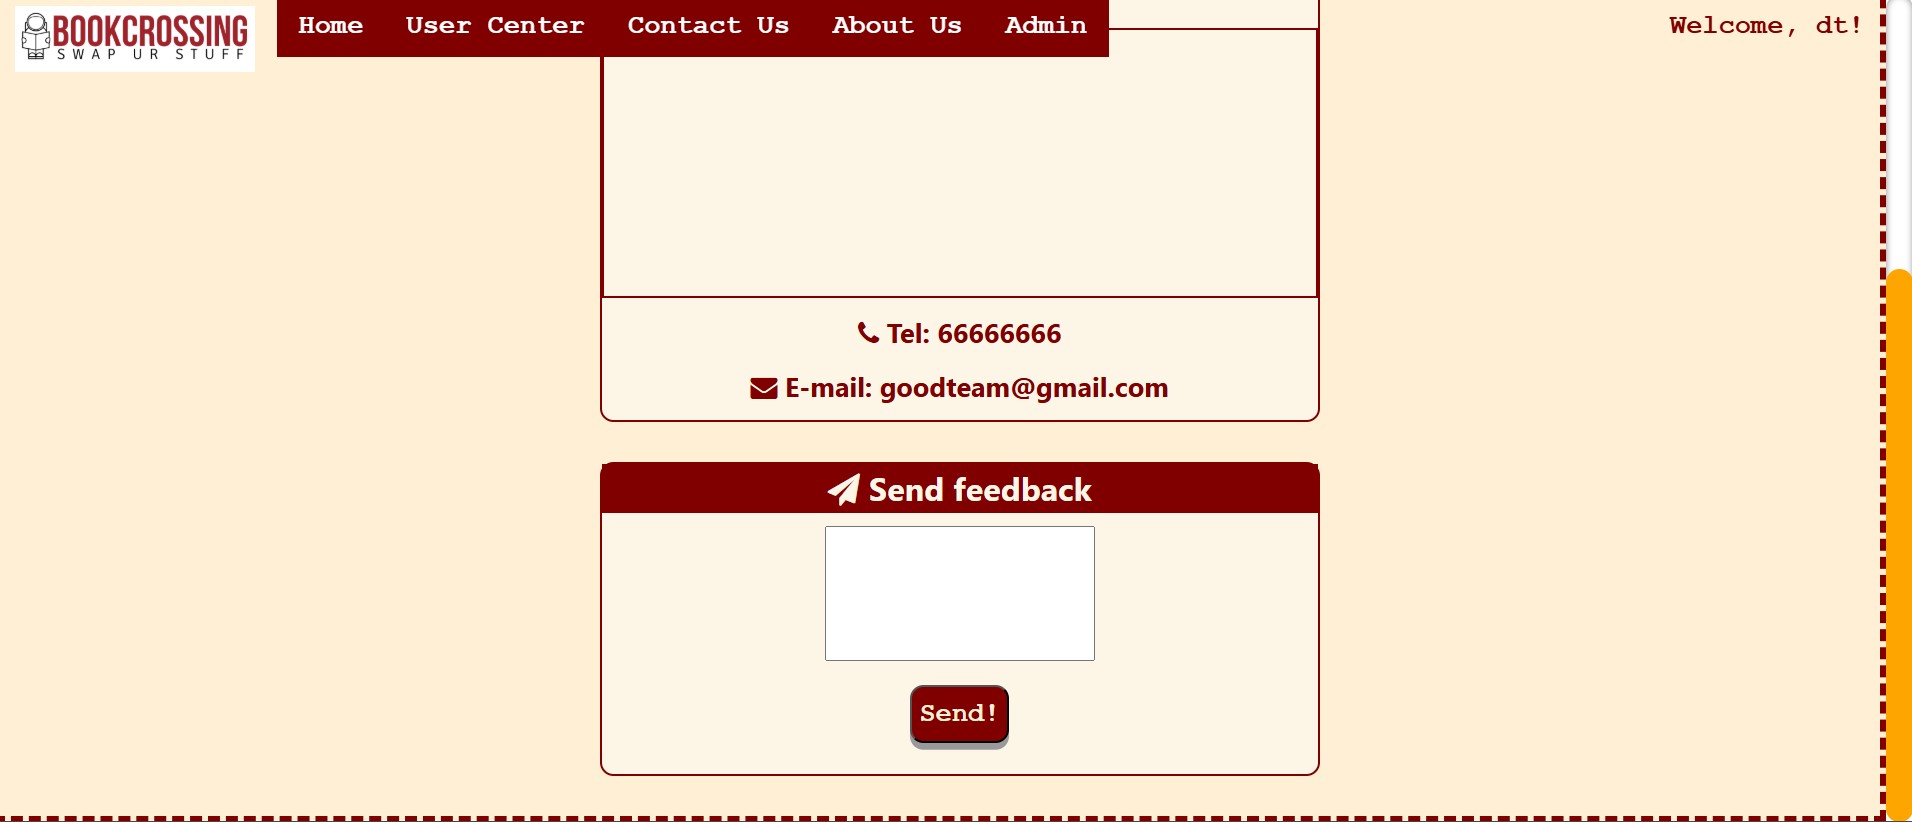 BOOKCROSSING
SWAP UR STUFF
Home User Center Contact Us About Us Admin
Welcome, dt!
Tel: 66666666
E-mail: goodteam@gmail.com
Send feedback
Send!